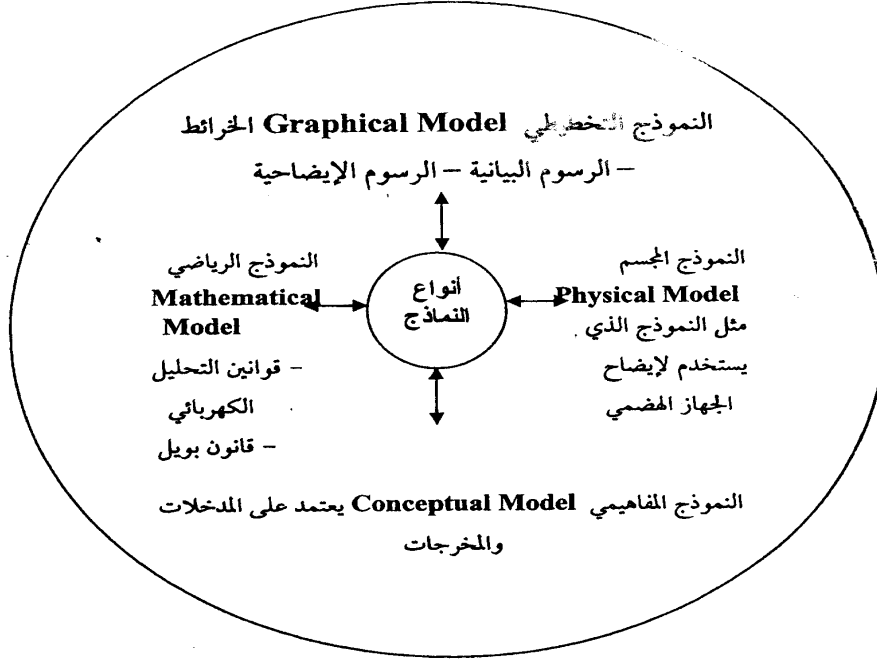 النموذج التخطيطي Graphical Model الخرائط
– الرسوم البيانية – الرسوم الإيضاحية
أنواع
النماذج
النموذج المجسم
Physical Model
مثل النموذج الذي
يستخدم لإيضاح
الجهاز الهضمي
النموذج الرياضي
Mathematical
Model
– قوانين التحليل
الكهربائي
– قانون بويل
النموذج المفاهيمي Conceptual Model يعتمد على المدخلات
والمخرجات